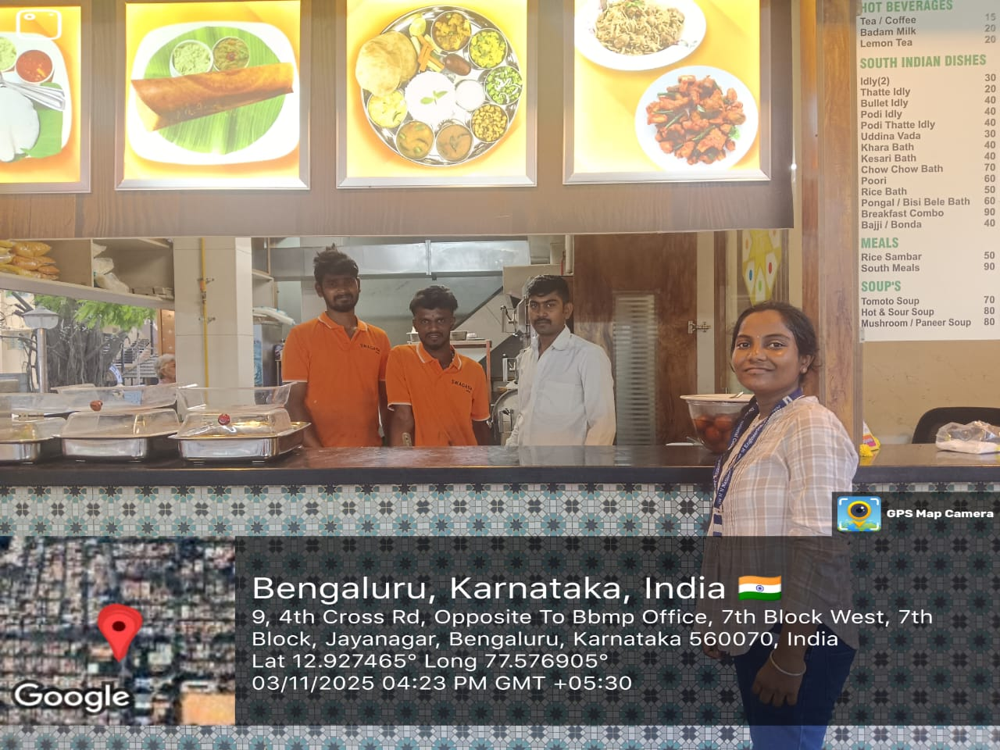 HOT BEVERAGES
Tea / Coffee 15
Badam Milk 20
Lemon Tea 20
SOUTH INDIAN DISHES
Idly(2) 30
Thatte Idly 20
Bullet Idly 40
Podi Idly 40
Podi Thatte Idly 40
Uddina Vada 30
Khara Bath 40
Kesari Bath 40
Chow Chow Bath 70
Poori 60
Rice Bath 50
Pongal / Bisi Bele Bath 60
Breakfast Combo 90
Bajji / Bonda 40
MEALS
Rice Sambar 50
South Meals 90
SOUP'S
Tomoto Soup 70
Hot & Sour Soup 80
Mushroom / Paneer Soup 80
SWAGATH
SWAGATH
GPS Map Camera
Bengaluru, Karnataka, India
9, 4th Cross Rd, Opposite To Bbmp Office, 7th Block West, 7th
Block, Jayanagar, Bengaluru, Karnataka 560070, India
Lat 12.927465° Long 77.576905°
03/11/2025 04:23 PM GMT +05:30
Google